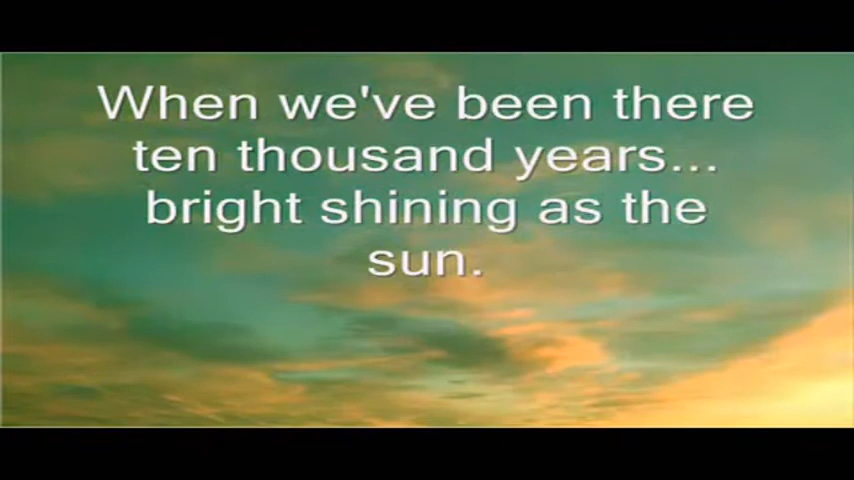 When we've been there
ten thousand years...
bright shining as the
sun.